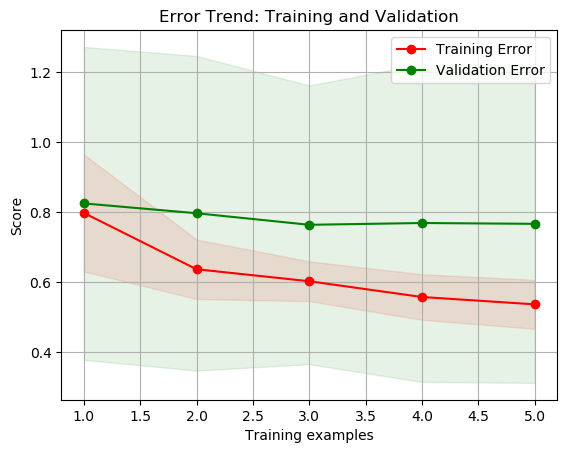 Error Trend: Training and Validation
Training Error
Validation Error
1.2
1.0
0.8
0.6
0.4
Score
1.0 1.5 2.0 2.5 3.0 3.5 4.0 4.5 5.0
Training examples